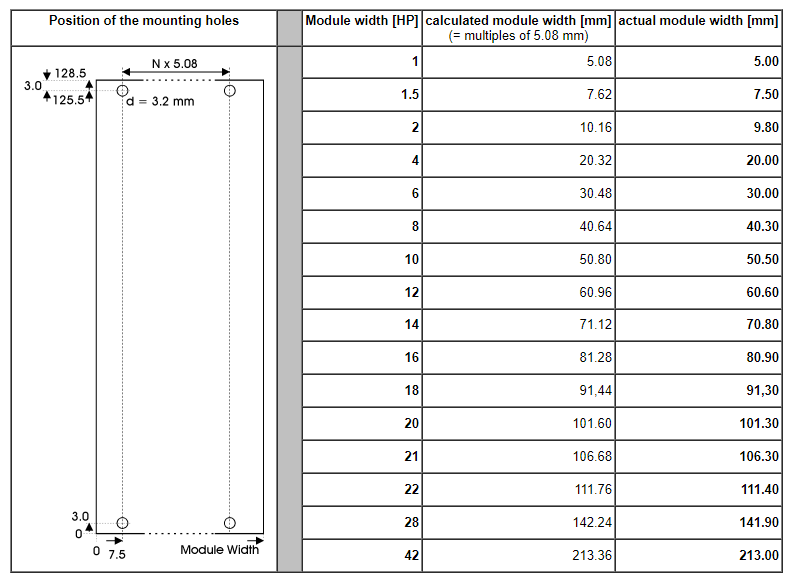 Position of the mounting holes
Module width [HP] calculated module width [mm] actual module width [mm]
(= multiples of 5.08 mm)
N x 5.08
128.5
3.0
125.5
d = 3.2 mm
3.0
0
0 7.5 Module Width
1 5.08 5.00
1.5 7.62 7.50
2 10.16 9.80
4 20.32 20.00
6 30.48 30.00
8 40.64 40.30
10 50.80 50.50
12 60.96 60.60
14 71.12 70.80
16 81.28 80.90
18 91,44 91,30
20 101.60 101.30
21 106.68 106.30
22 111.76 111.40
28 142.24 141.90
42 213.36 213.00